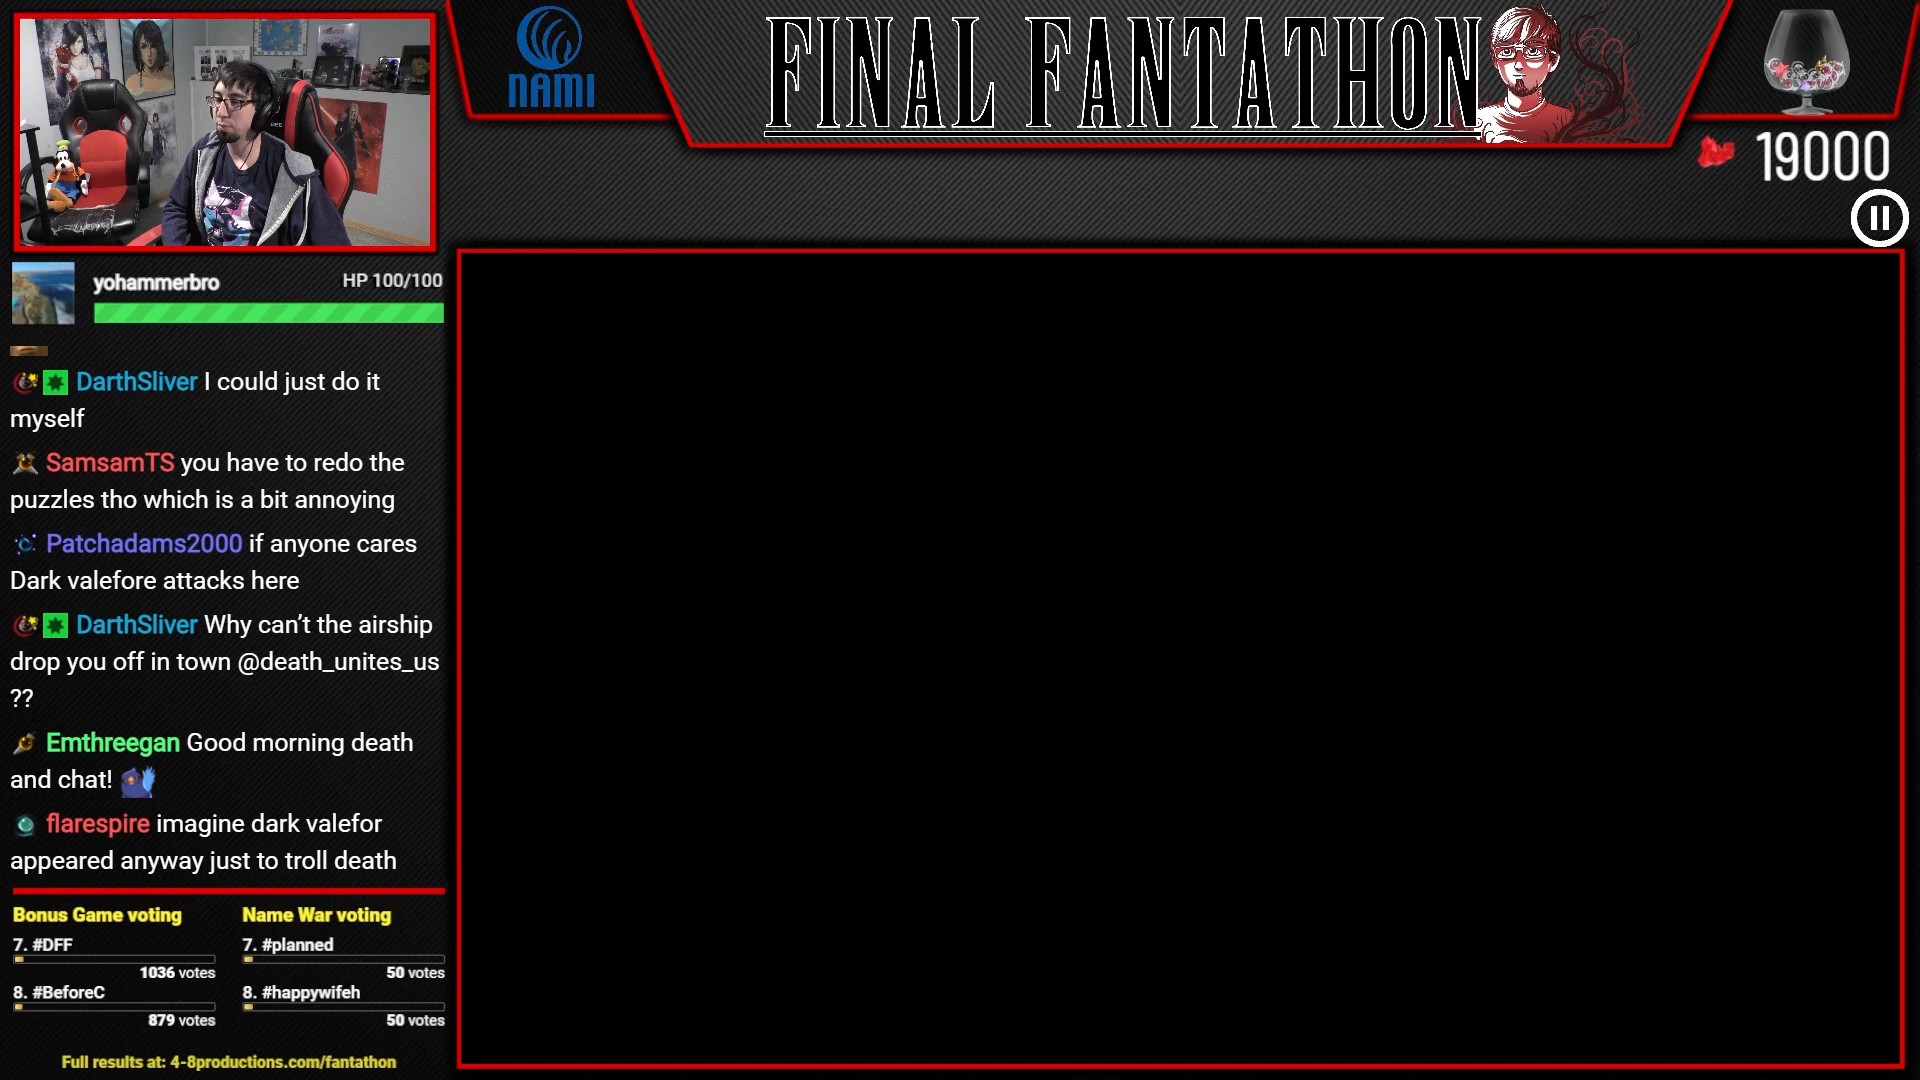 NAMI
FINAL FANTATHON
19000
yohammerbro
HP 100/100
DarthSliver I could just do it
myself
SamsamTS you have to redo the
puzzles tho which is a bit annoying
Patchadams2000 if anyone cares
Dark valefore attacks here
DarthSliver Why can’t the airship
drop you off in town @death_unites_us
??
Emthreegan Good morning death
and chat!
flarespire imagine dark valefor
appeared anyway just to troll death
Bonus Game voting
7. #DFF
1036 votes
8. #BeforeC
879 votes
Name War voting
7. #planned
50 votes
8. #happywifeh
50 votes
Full results at: 4-8productions.com/fantathon